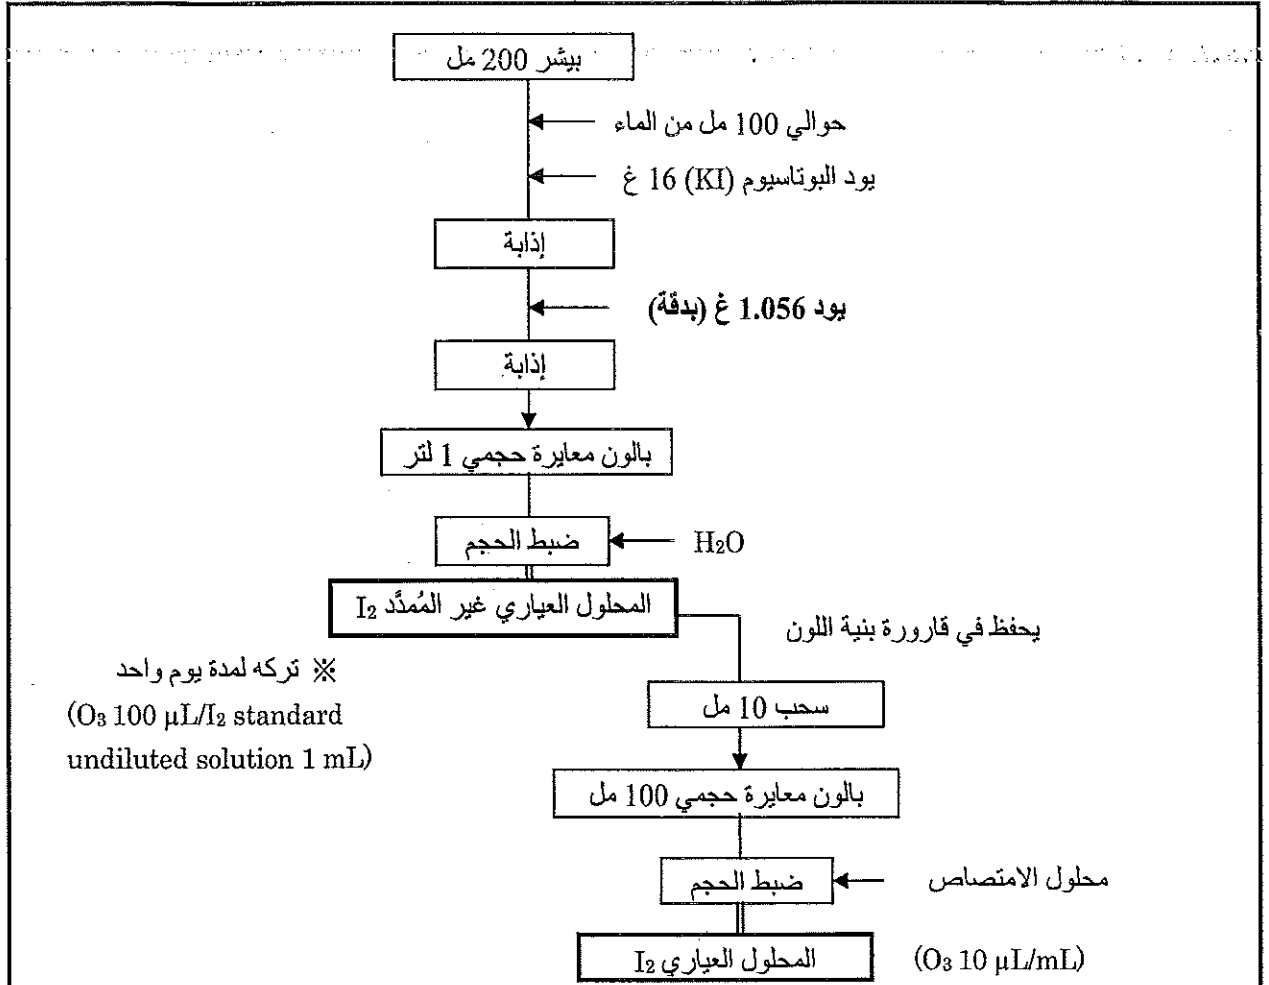 بيشر 200 مل
حوالي 100 مل من الماء
يود البوتاسيوم (KI) 16 غ
إذابة
يود 1.056 غ (بدقة)
إذابة
بالون معايرة حجمي 1 لتر
ضبط الحجم
H₂O
المحلول العياري غير المُمدَّد I₂
يحفظ في قارورة بنية اللون
※ تركه لمدة يوم واحد
(O₃ 100 μL/I₂ standard
undiluted solution 1 mL)
سحب 10 مل
بالون معايرة حجمي 100 مل
ضبط الحجم
محلول الامتصاص
المحلول العياري I₂
(O₃ 10 μL/mL)